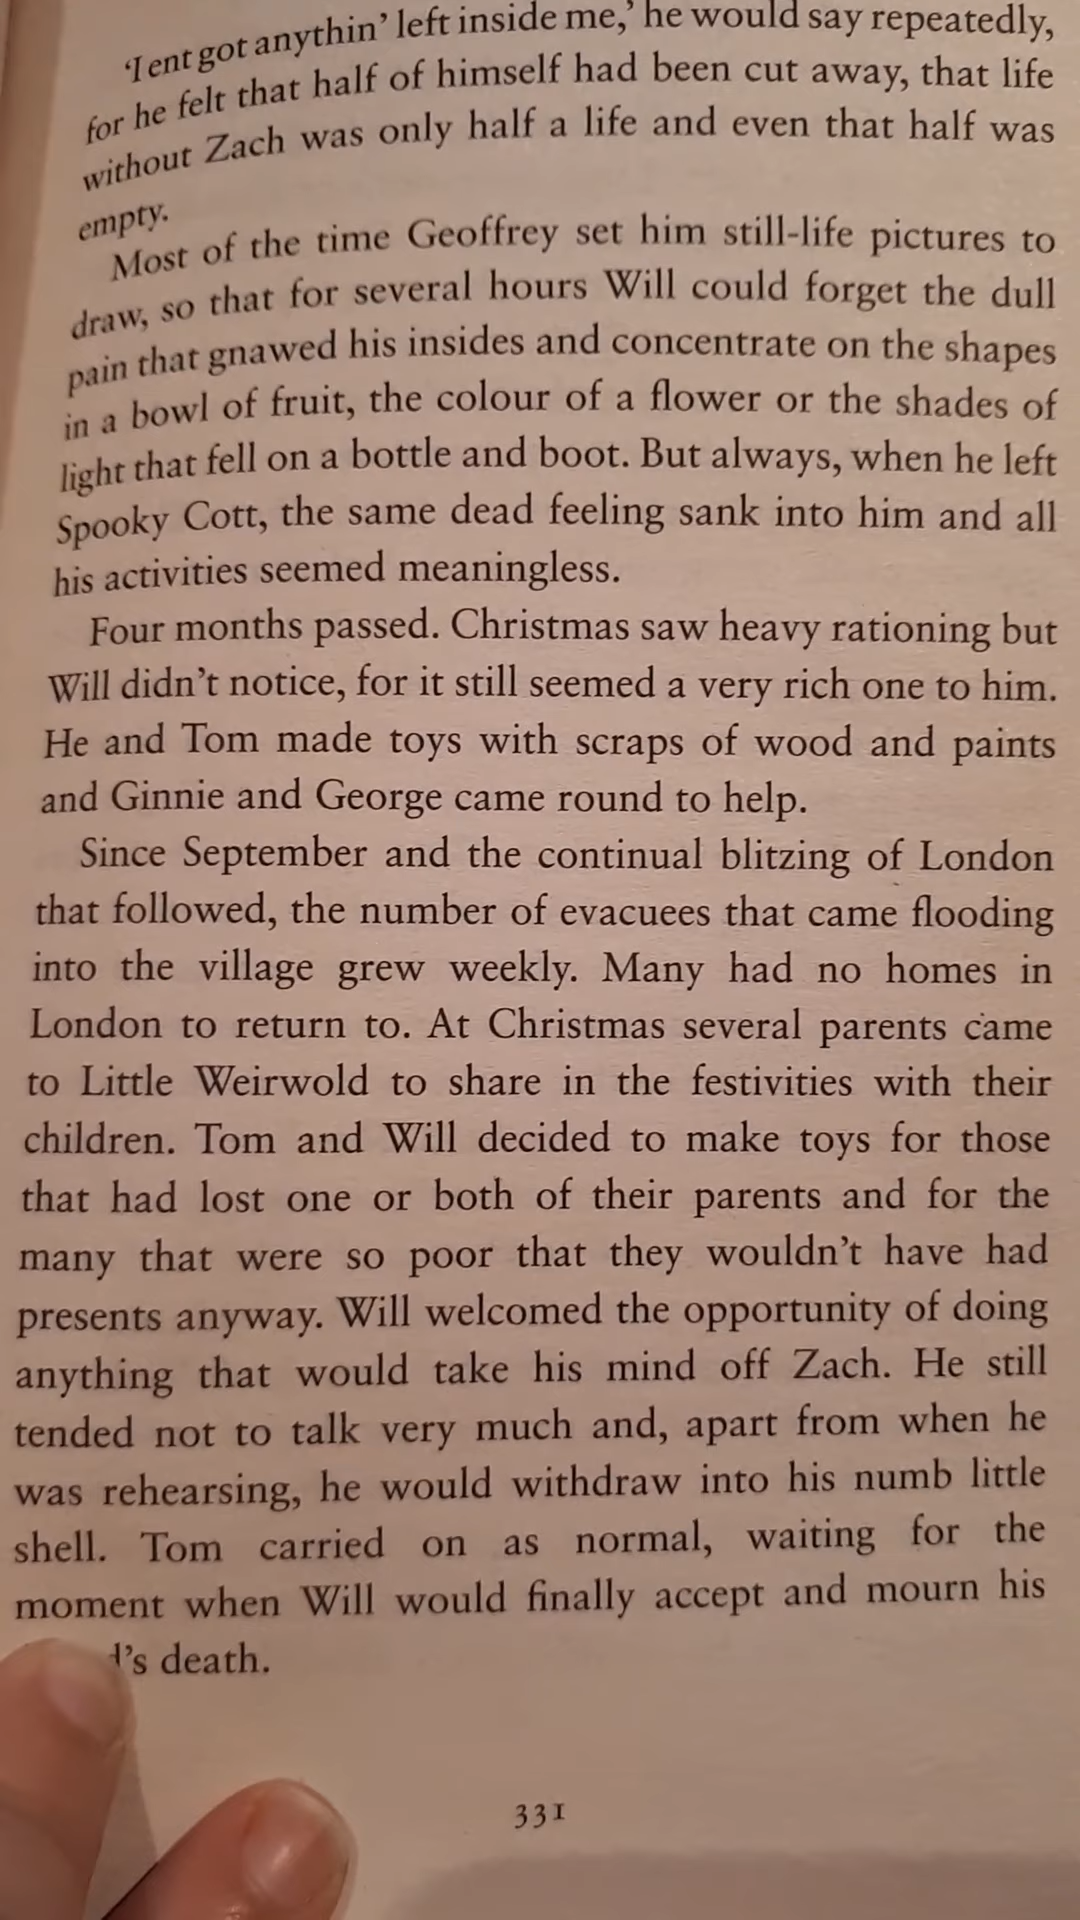 ‘I ent got anythin’ left inside me,’ he would say repeatedly,
for he felt that half of himself had been cut away, that life
without Zach was only half a life and even that half was
empty.
Most of the time Geoffrey set him still-life pictures to
draw, so that for several hours Will could forget the dull
pain that gnawed his insides and concentrate on the shapes
in a bowl of fruit, the colour of a flower or the shades of
light that fell on a bottle and boot. But always, when he left
Spooky Cott, the same dead feeling sank into him and all
his activities seemed meaningless.
Four months passed. Christmas saw heavy rationing but
Will didn’t notice, for it still seemed a very rich one to him.
He and Tom made toys with scraps of wood and paints
and Ginnie and George came round to help.
Since September and the continual blitzing of London
that followed, the number of evacuees that came flooding
into the village grew weekly. Many had no homes in
London to return to. At Christmas several parents came
to Little Weirwold to share in the festivities with their
children. Tom and Will decided to make toys for those
that had lost one or both of their parents and for the
many that were so poor that they wouldn’t have had
presents anyway. Will welcomed the opportunity of doing
anything that would take his mind off Zach. He still
tended not to talk very much and, apart from when he
was rehearsing, he would withdraw into his numb little
shell. Tom carried on as normal, waiting for the
moment when Will would finally accept and mourn his
death.
331